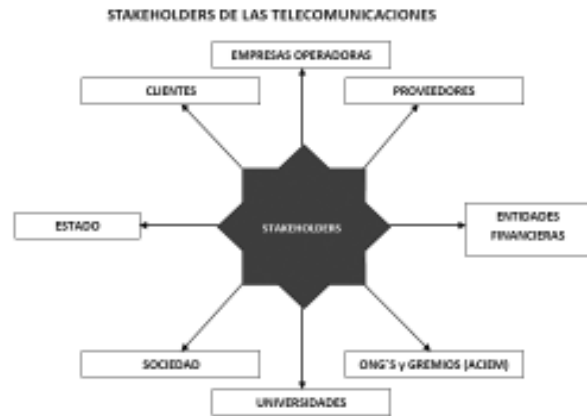 STAKEHOLDERS DE LAS TELECOMUNICACIONES
EMPRESAS OPERADORAS
CLIENTES
PROVEEDORES
ESTADO
STAKEHOLDERS
ENTIDADES
FINANCIERAS
SOCIEDAD
ONG'S y GREMIOS (ACIEM)
UNIVERSIDADES